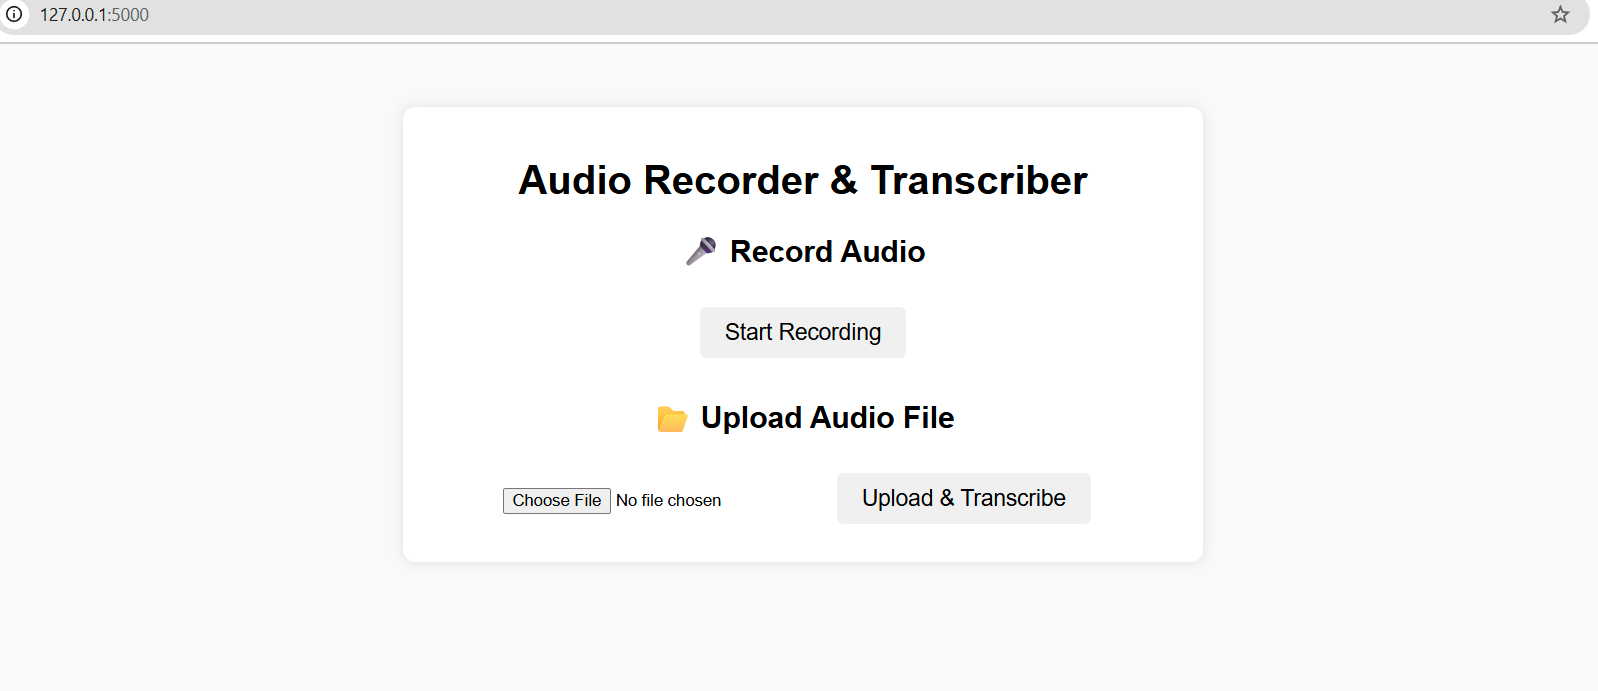 127.0.0.1:5000
Audio Recorder & Transcriber
🎤 Record Audio
Start Recording
📂 Upload Audio File
Choose File No file chosen Upload & Transcribe